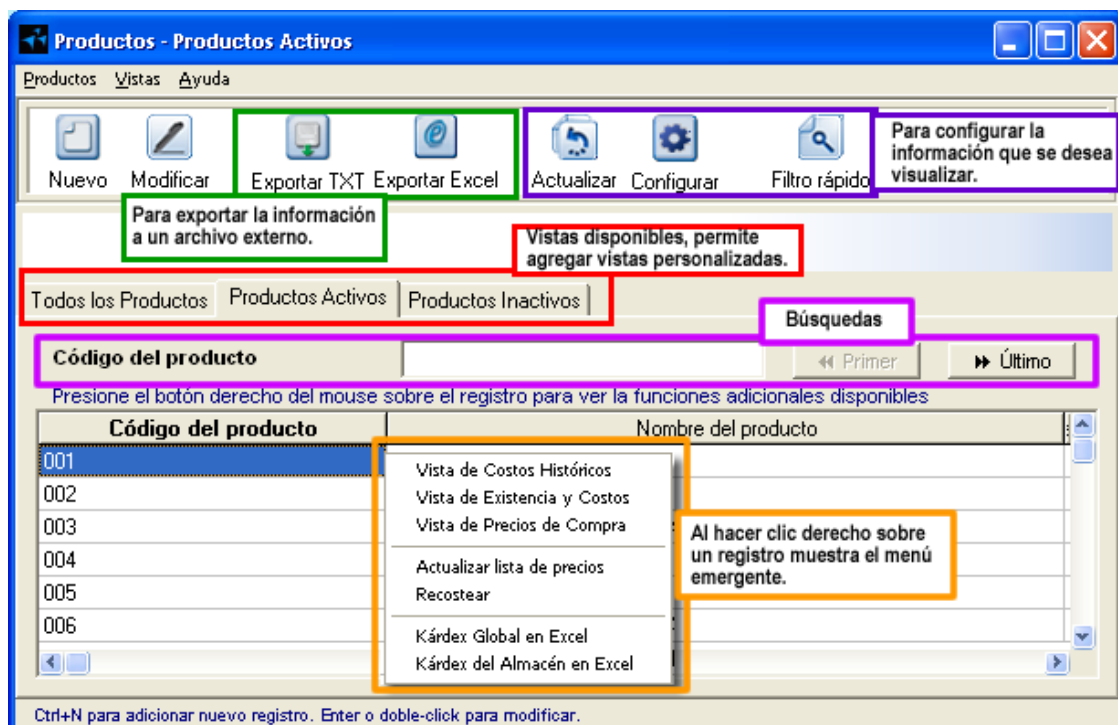 Productos - Productos Activos
Productos Vistas Ayuda
Nuevo Modificar Exportar TXT Exportar Excel Actualizar Configurar Filtro rápido
Para configurar la
información que se desea
visualizar.
Para exportar la información
a un archivo externo.
Vistas disponibles, permite
agregar vistas personalizadas.
Todos los Productos Productos Activos Productos Inactivos
Búsquedas
Código del producto Primer Último
Presione el botón derecho del mouse sobre el registro para ver la funciones adicionales disponibles
Código del producto Nombre del producto
001
002
003
004
005
006
Vista de Costos Históricos
Vista de Existencia y Costos
Vista de Precios de Compra
Actualizar lista de precios
Recostear
Kárdex Global en Excel
Kárdex del Almacén en Excel
Al hacer clic derecho sobre
un registro muestra el menú
emergente.
Ctrl+N para adicionar nuevo registro. Enter o doble-click para modificar.